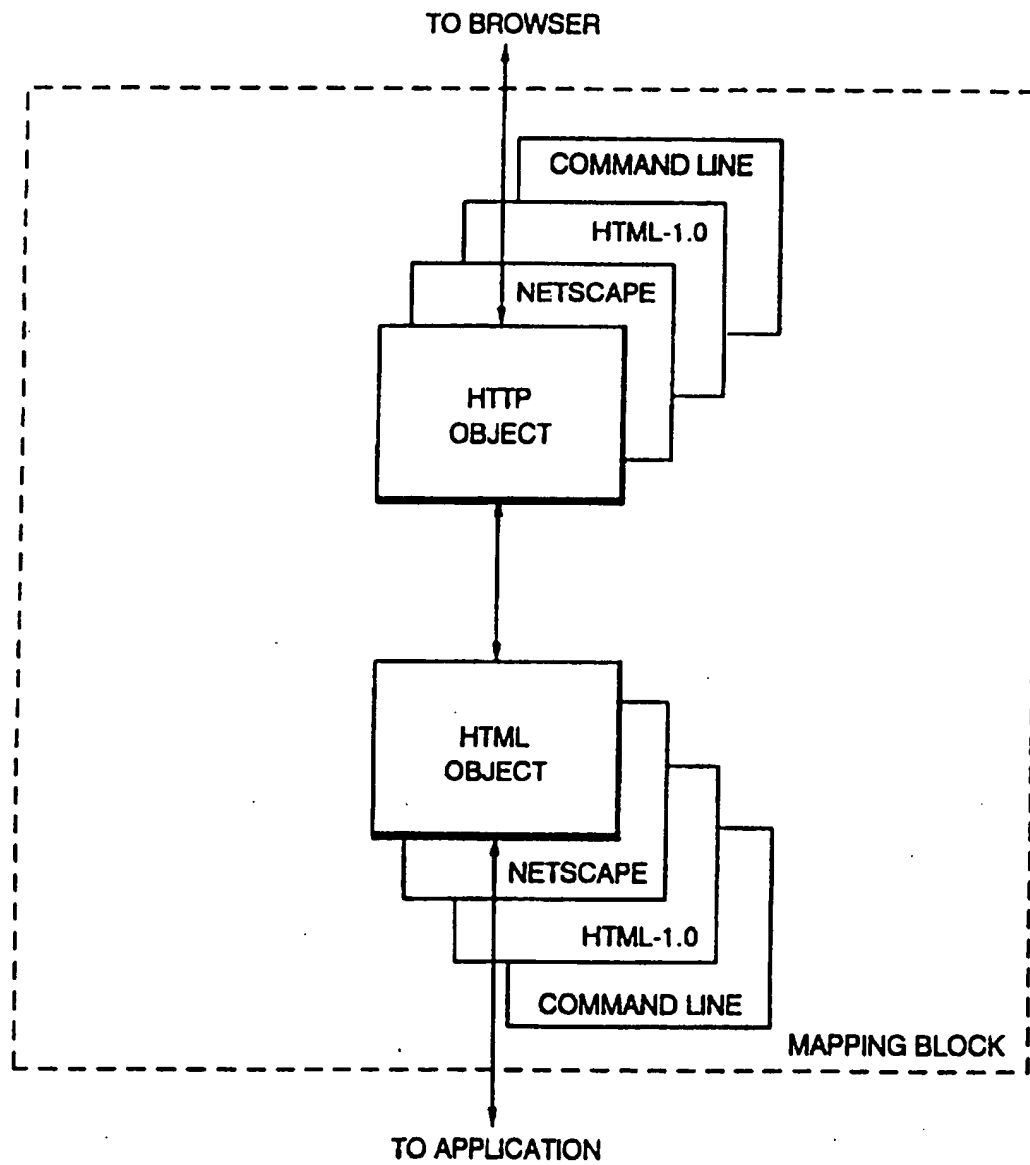 TO BROWSER
COMMAND LINE
HTML-1.0
NETSCAPE
HTTP
OBJECT
HTML
OBJECT
NETSCAPE
HTML-1.0
COMMAND LINE
MAPPING BLOCK
TO APPLICATION